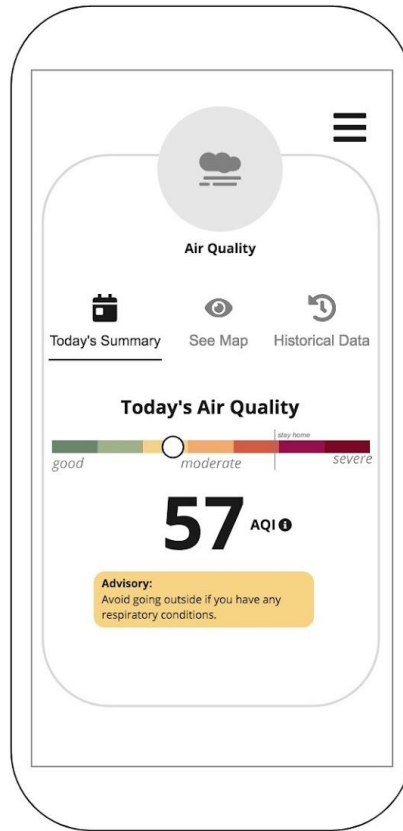 Air Quality
Today's Summary
See Map
Historical Data
Today's Air Quality
stay home
good
moderate
severe
57
AQI
Advisory:
Avoid going outside if you have any
respiratory conditions.